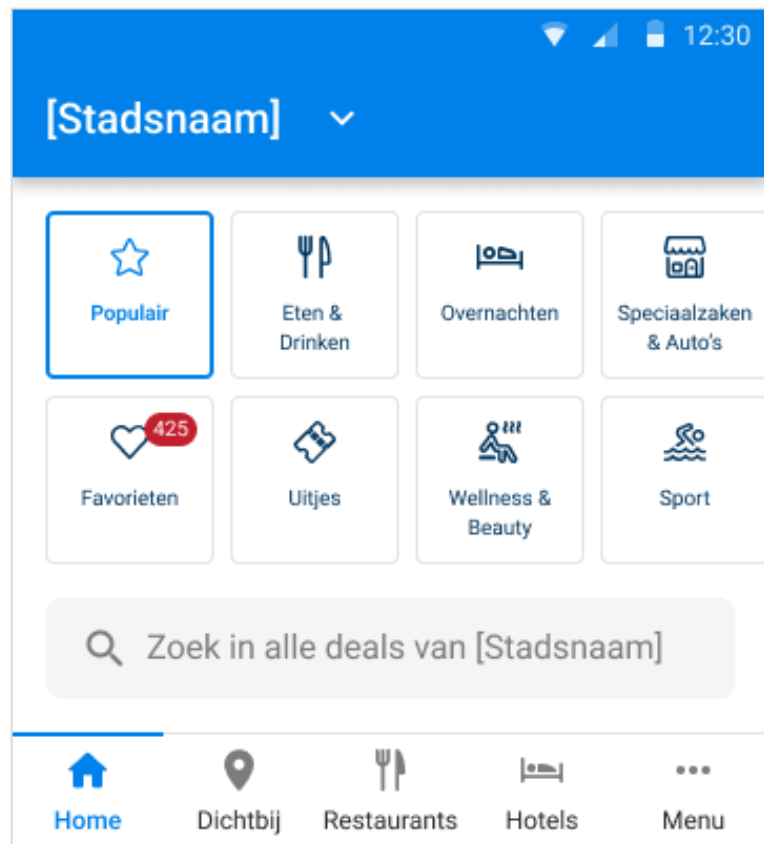 12:30
[Stadsnaam]
Populair
Eten &
Drinken
Overnachten
Speciaalzaken
& Auto's
425
Favorieten
Uitjes
Wellness &
Beauty
Sport
Zoek in alle deals van [Stadsnaam]
Home
Dichtbij
Restaurants
Hotels
Menu